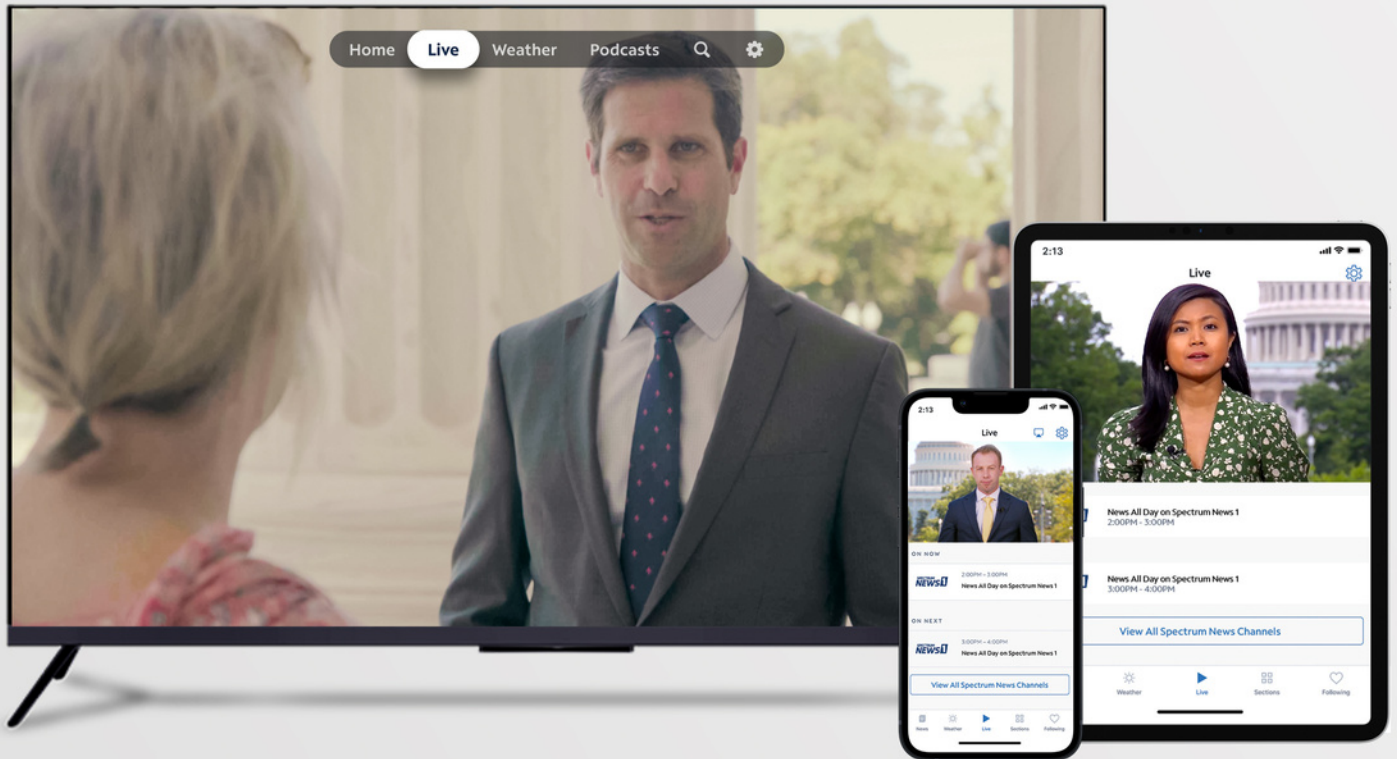 Home Live Weather Podcasts
2:13
Live
News All Day on Spectrum News 1
2:00PM - 3:00PM
News All Day on Spectrum News 1
3:00PM - 4:00PM
View All Spectrum News Channels
Weather Live Sections Following
2:13
Live
ON NOW
SPECTRUM
NEWS1
2:00PM - 3:00PM
News All Day on Spectrum News 1
ON NEXT
SPECTRUM
NEWS1
3:00PM - 4:00PM
News All Day on Spectrum News 1
View All Spectrum News Channels
News Weather Live Sections Following